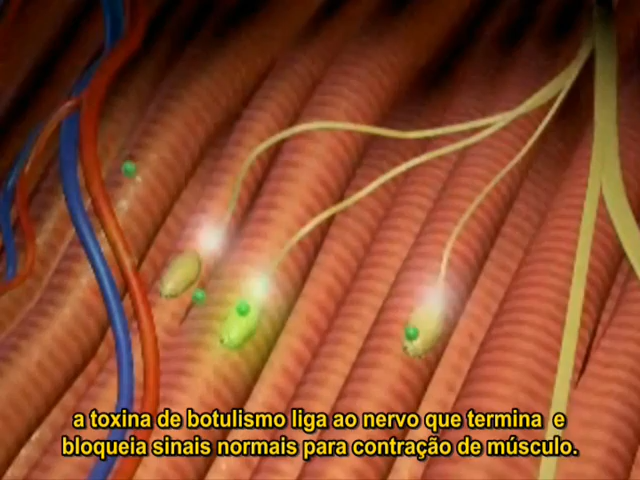 a toxina de botulismo liga ao nervo que termina e
bloqueia sinais normais para contração de músculo.